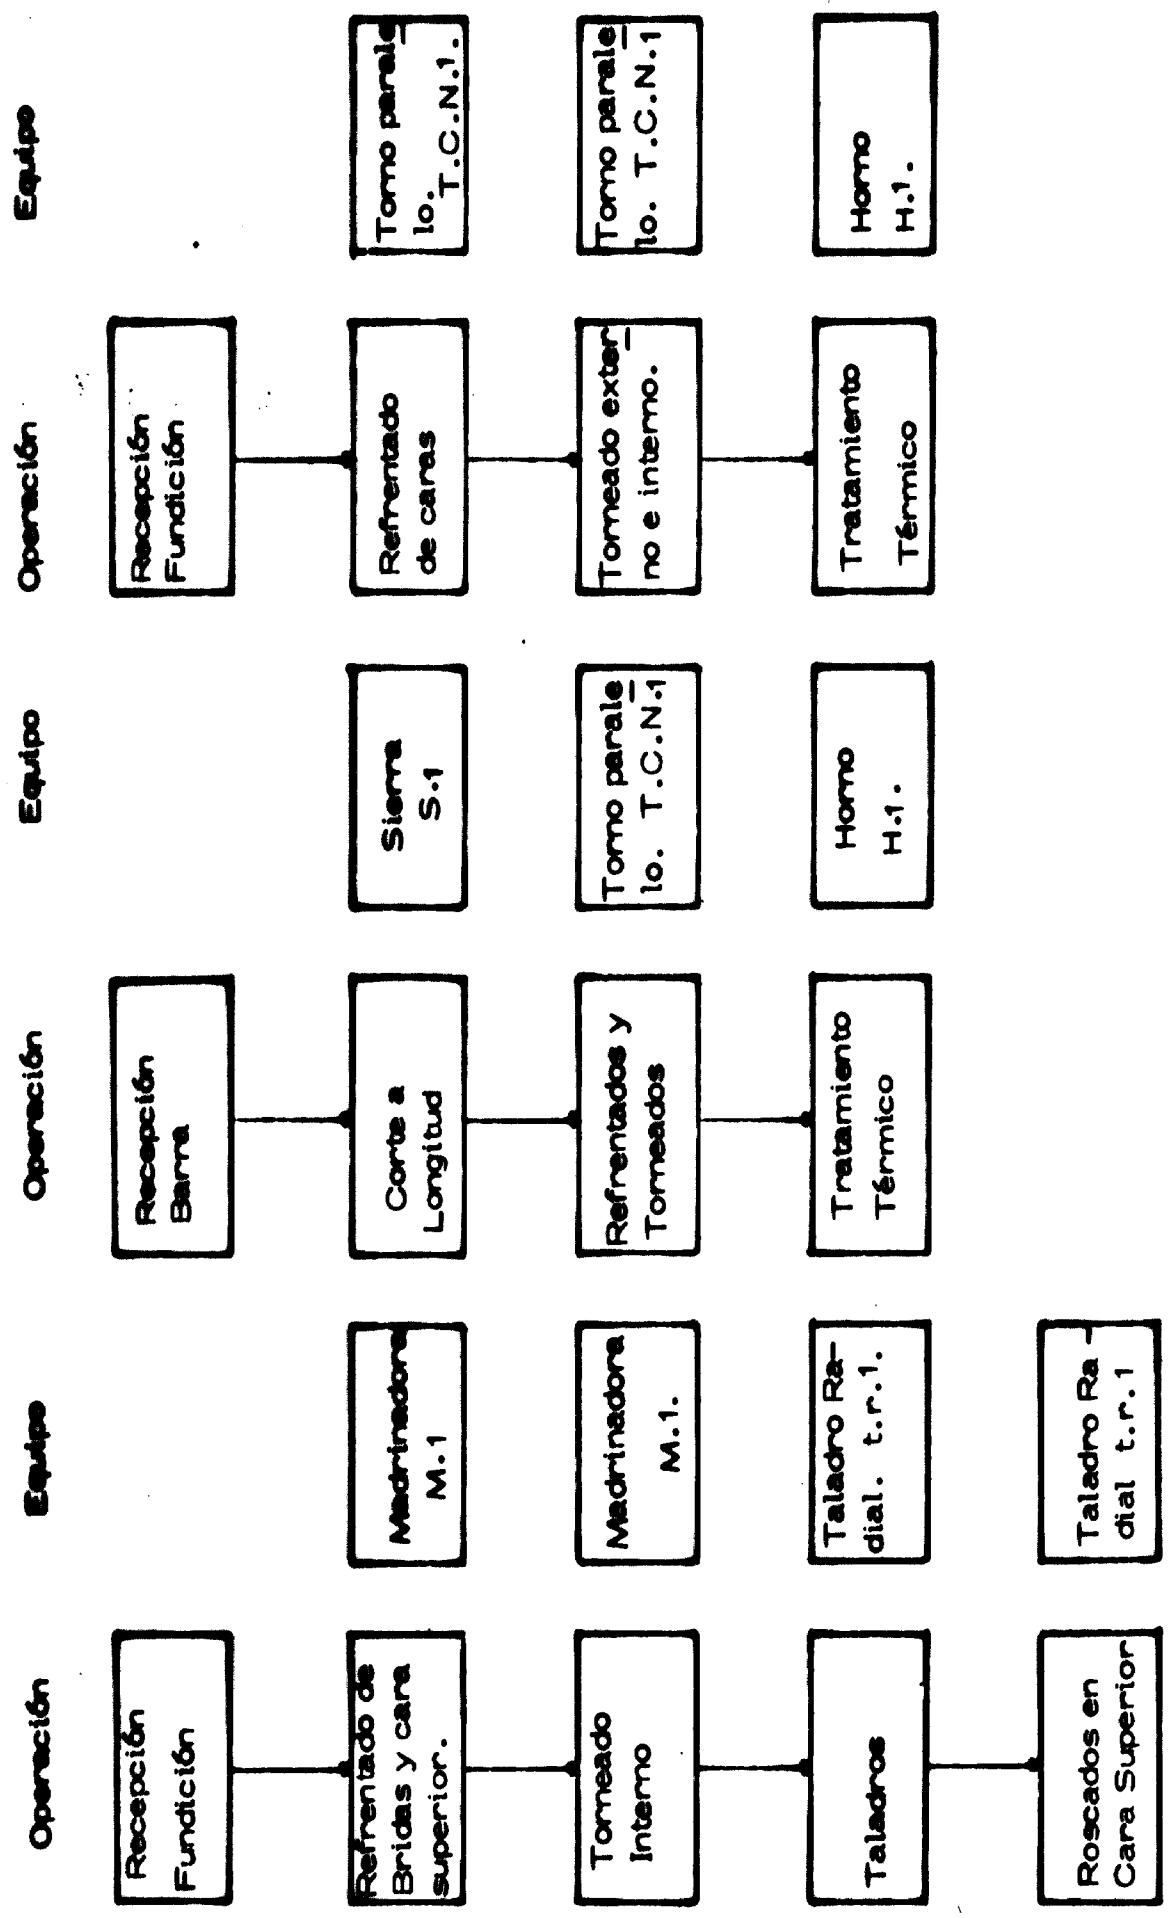 Operación
Equipo
Operación
Equipo
Operación
Equipo
Recepción
Fundición
Recepción
Barra
Recepción
Fundición
Refrentado de
Bridas y cara
superior.
Madrinadora
M.1
Corte a
Longitud
Sierra
S.1
Refrentado
de caras
Torno parale
lo.
T.C.N.1.
Torneado
Interno
Madrinadora
M.1.
Refrentados y
Torneados
Torno parale
lo. T.C.N.1
Torneado exter
no e interno.
Torno parale
lo. T.C.N.1
Taladros
Taladro Ra-
dial. t.r.1.
Tratamiento
Térmico
Horno
H.1.
Tratamiento
Térmico
Horno
H.1.
Roscados en
Cara Superior
Taladro Ra -
dial t.r.1